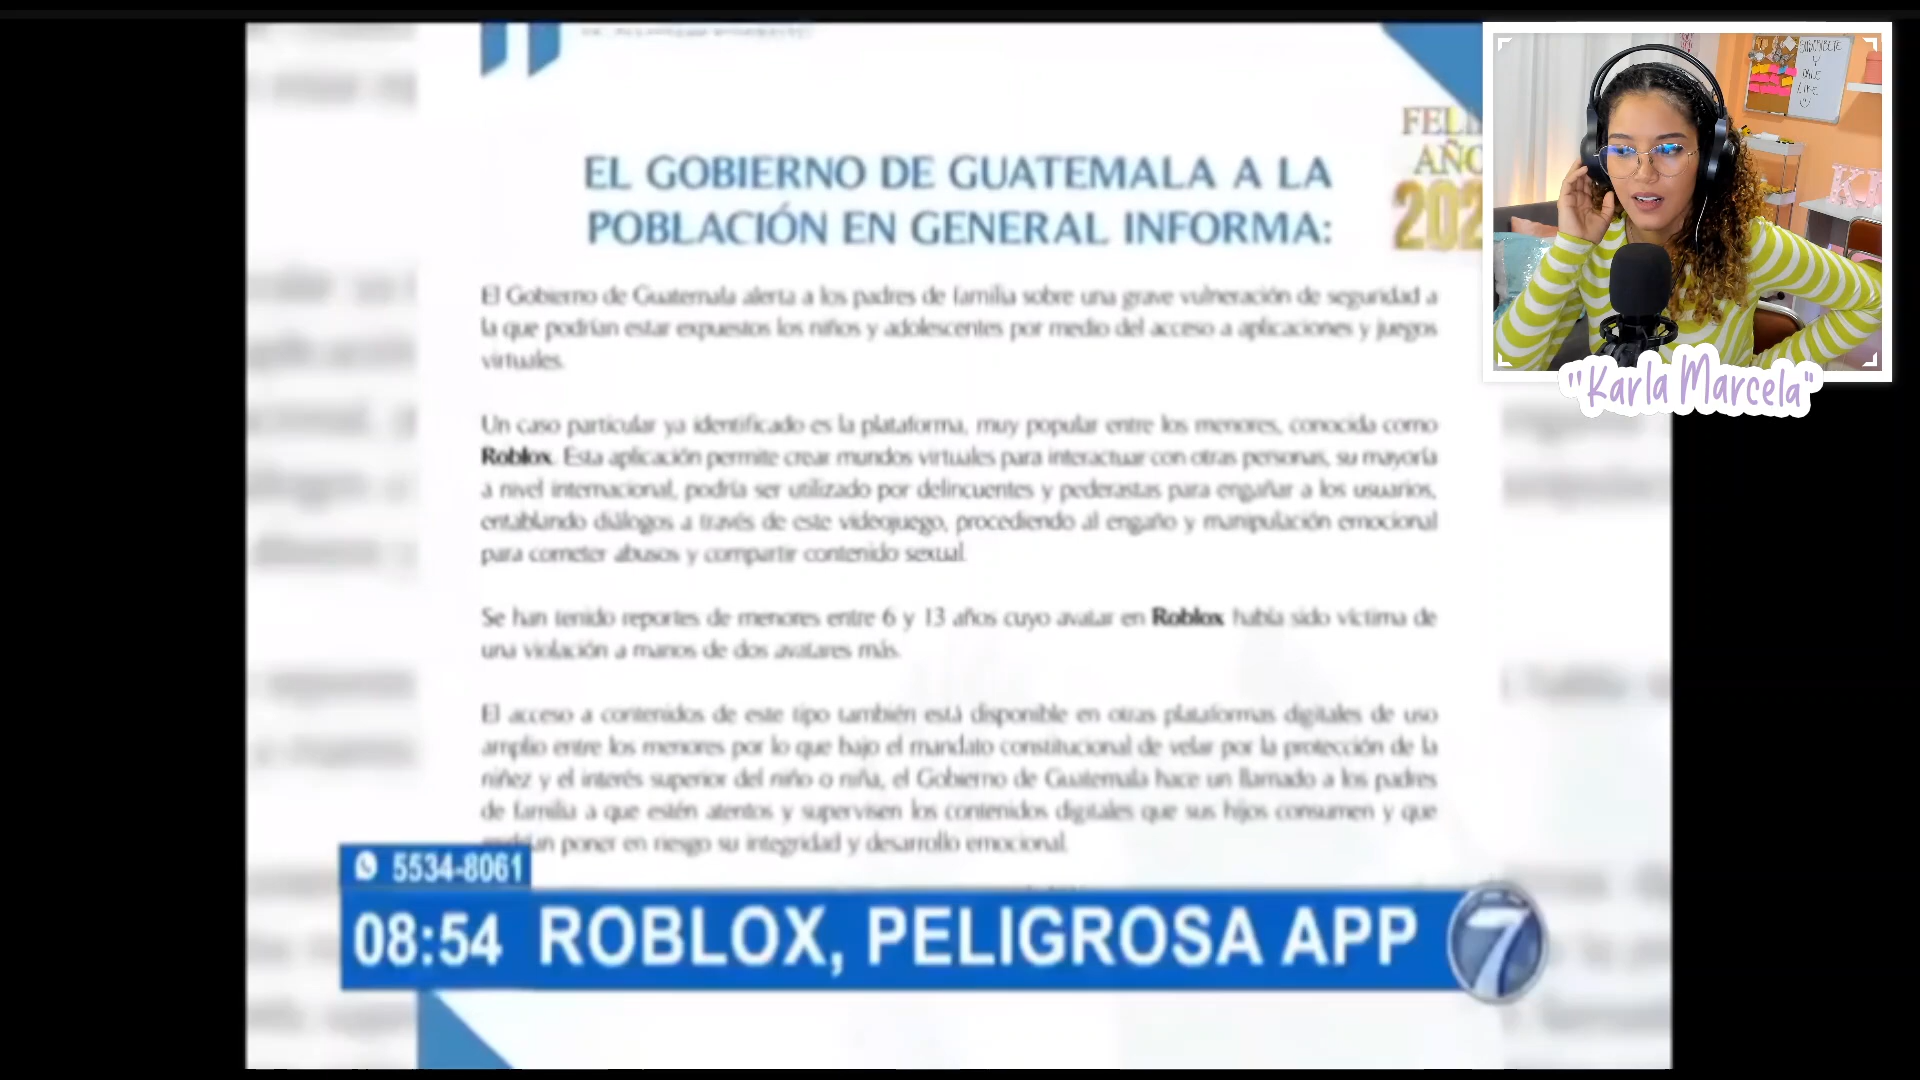 FELIZ
AÑO
202
EL GOBIERNO DE GUATEMALA A LA
POBLACIÓN EN GENERAL INFORMA:
El Gobierno de Guatemala alerta a los padres de familia sobre una grave vulneración de seguridad a
la que podrían estar expuestos los niños y adolescentes por medio del acceso a aplicaciones y juegos
virtuales.
Un caso particular ya identificado es la plataforma, muy popular entre los menores, conocida como
Roblox. Esta aplicación permite crear mundos virtuales para interactuar con otras personas, su mayoría
a nivel internacional, podría ser utilizado por delincuentes y pederastas para engañar a los usuarios,
entablando diálogos a través de este videojuego, procediendo al engaño y manipulación emocional
para cometer abusos y compartir contenido sexual.
Se han tenido reportes de menores entre 6 y 13 años cuyo avatar en Roblox había sido víctima de
una violación a manos de dos avatares más.
El acceso a contenidos de este tipo también está disponible en otras plataformas digitales de uso
amplio entre los menores por lo que bajo el mandato constitucional de velar por la protección de la
niñez y el interés superior del niño o niña, el Gobierno de Guatemala hace un llamado a los padres
de familia a que estén atentos y supervisen los contenidos digitales que sus hijos consumen y que
poner en riesgo su integridad y desarrollo emocional.
5534-8061
08:54 ROBLOX, PELIGROSA APP
7
SUSCRIBETE
Y
DALE
LIKE
"Karla Marcela"